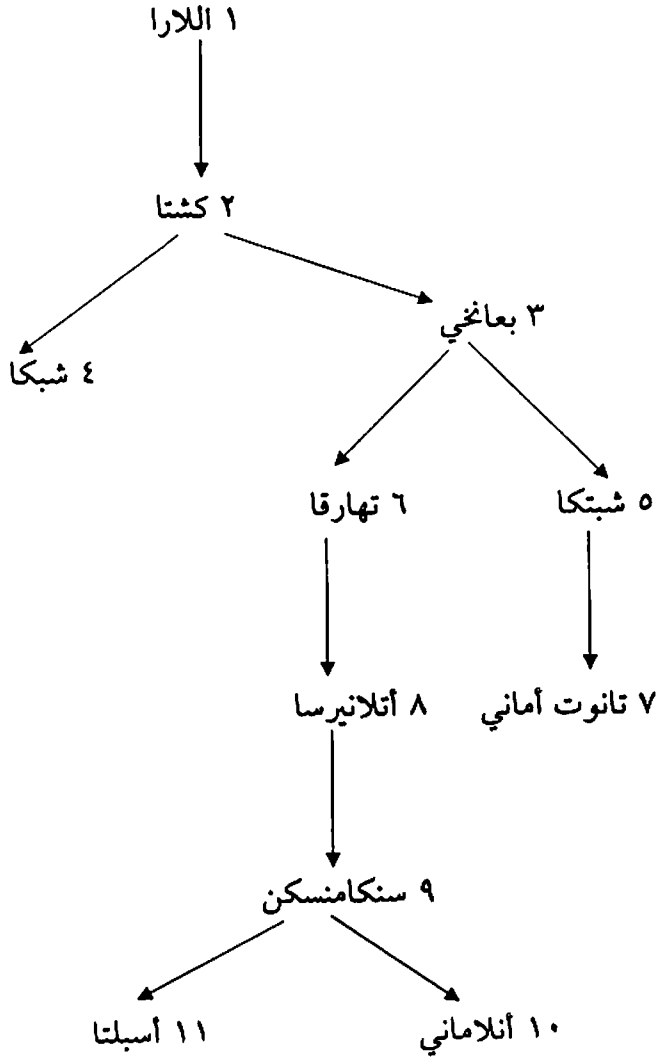 ١ اللارا
٢ كشتا
٣ بعانخي
٤ شبكا
٥ شبتكا
٦ تهارقا
٧ تانوت أماني
٨ أتلانيرسا
٩ سنكامنسكن
١٠ أنلاماني
١١ أسبلتا